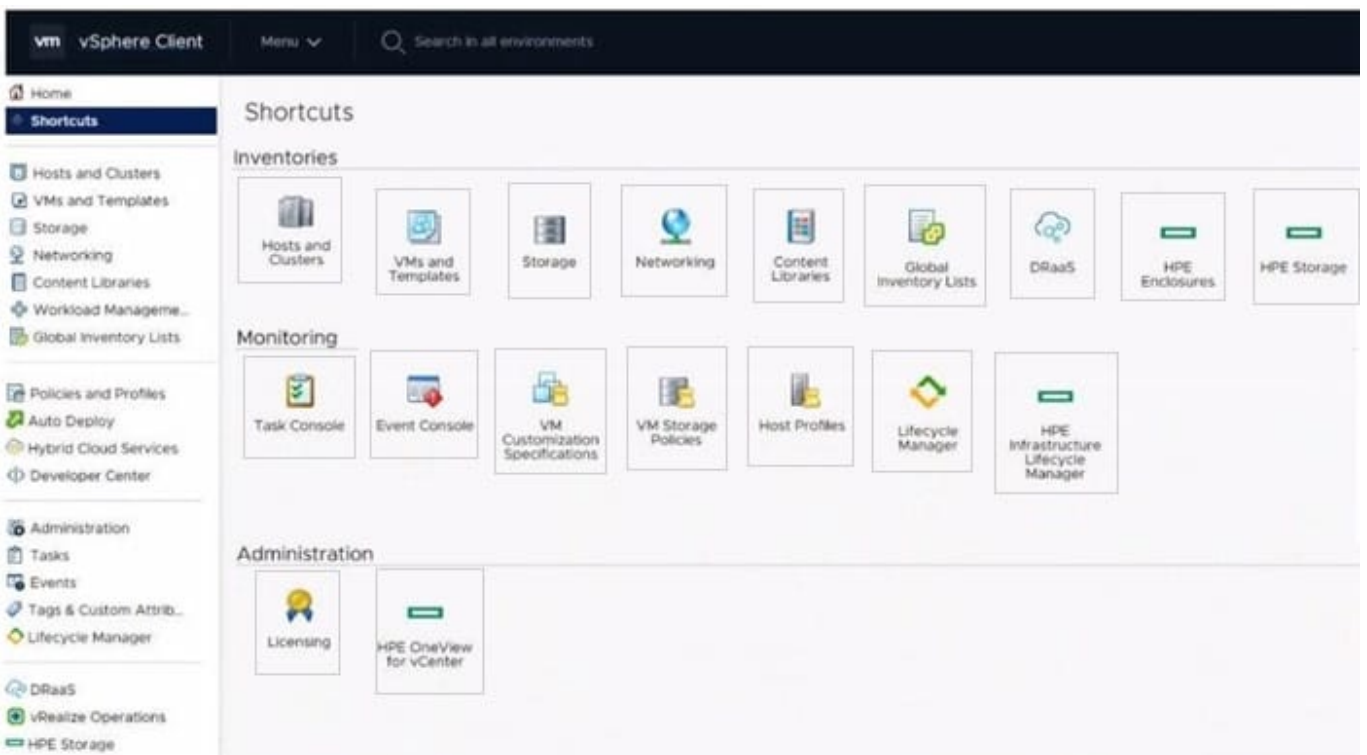 vm vSphere Client Menu Search in all environments
Home
Shortcuts
Hosts and Clusters
VMs and Templates
Storage
Networking
Content Libraries
Workload Manageme...
Global Inventory Lists
Policies and Profiles
Auto Deploy
Hybrid Cloud Services
Developer Center
Administration
Tasks
Events
Tags & Custom Attrib...
Lifecycle Manager
DRaaS
vRealize Operations
HPE Storage
Shortcuts
Inventories
Hosts and
Clusters
VMs and
Templates
Storage
Networking
Content
Libraries
Global
Inventory Lists
DRaaS
HPE
Enclosures
HPE Storage
Monitoring
Task Console
Event Console
VM
Customization
Specifications
VM Storage
Policies
Host Profiles
Lifecycle
Manager
HPE
Infrastructure
Lifecycle
Manager
Administration
Licensing
HPE OneView
for vCenter